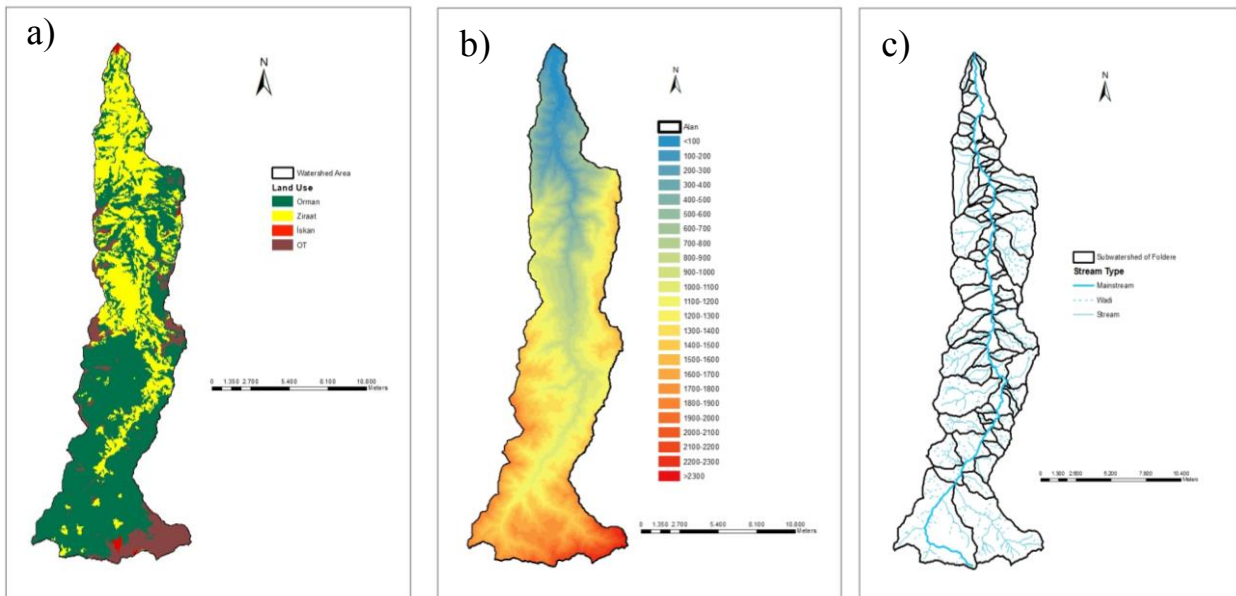 a)
N
Watershed Area
Land Use
Orman
Ziraat
İskan
OT
0 1.350 2.700 5.400 8.100 10.800
Meters
b)
N
Alan
<100
100-200
200-300
300-400
400-500
500-600
600-700
700-800
800-900
900-1000
1000-1100
1100-1200
1200-1300
1300-1400
1400-1500
1500-1600
1600-1700
1700-1800
1800-1900
1900-2000
2000-2100
2100-2200
2200-2300
>2300
0 1.350 2.700 5.400 8.100 10.800
Meters
c)
N
Subwatershed of Foldere
Stream Type
Mainstream
Wadi
Stream
0 1.300 2.600 5.200 7.800 10.400
Meters